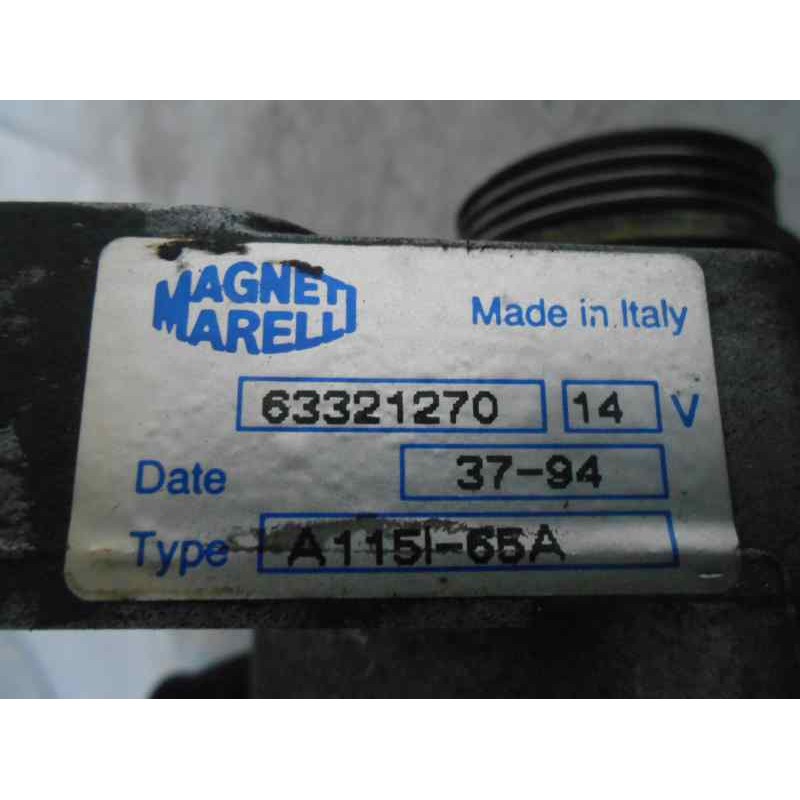 MAGNETI
MARELLI
Made in Italy
63321270 14 V
Date 37-94
Type A115I-65A